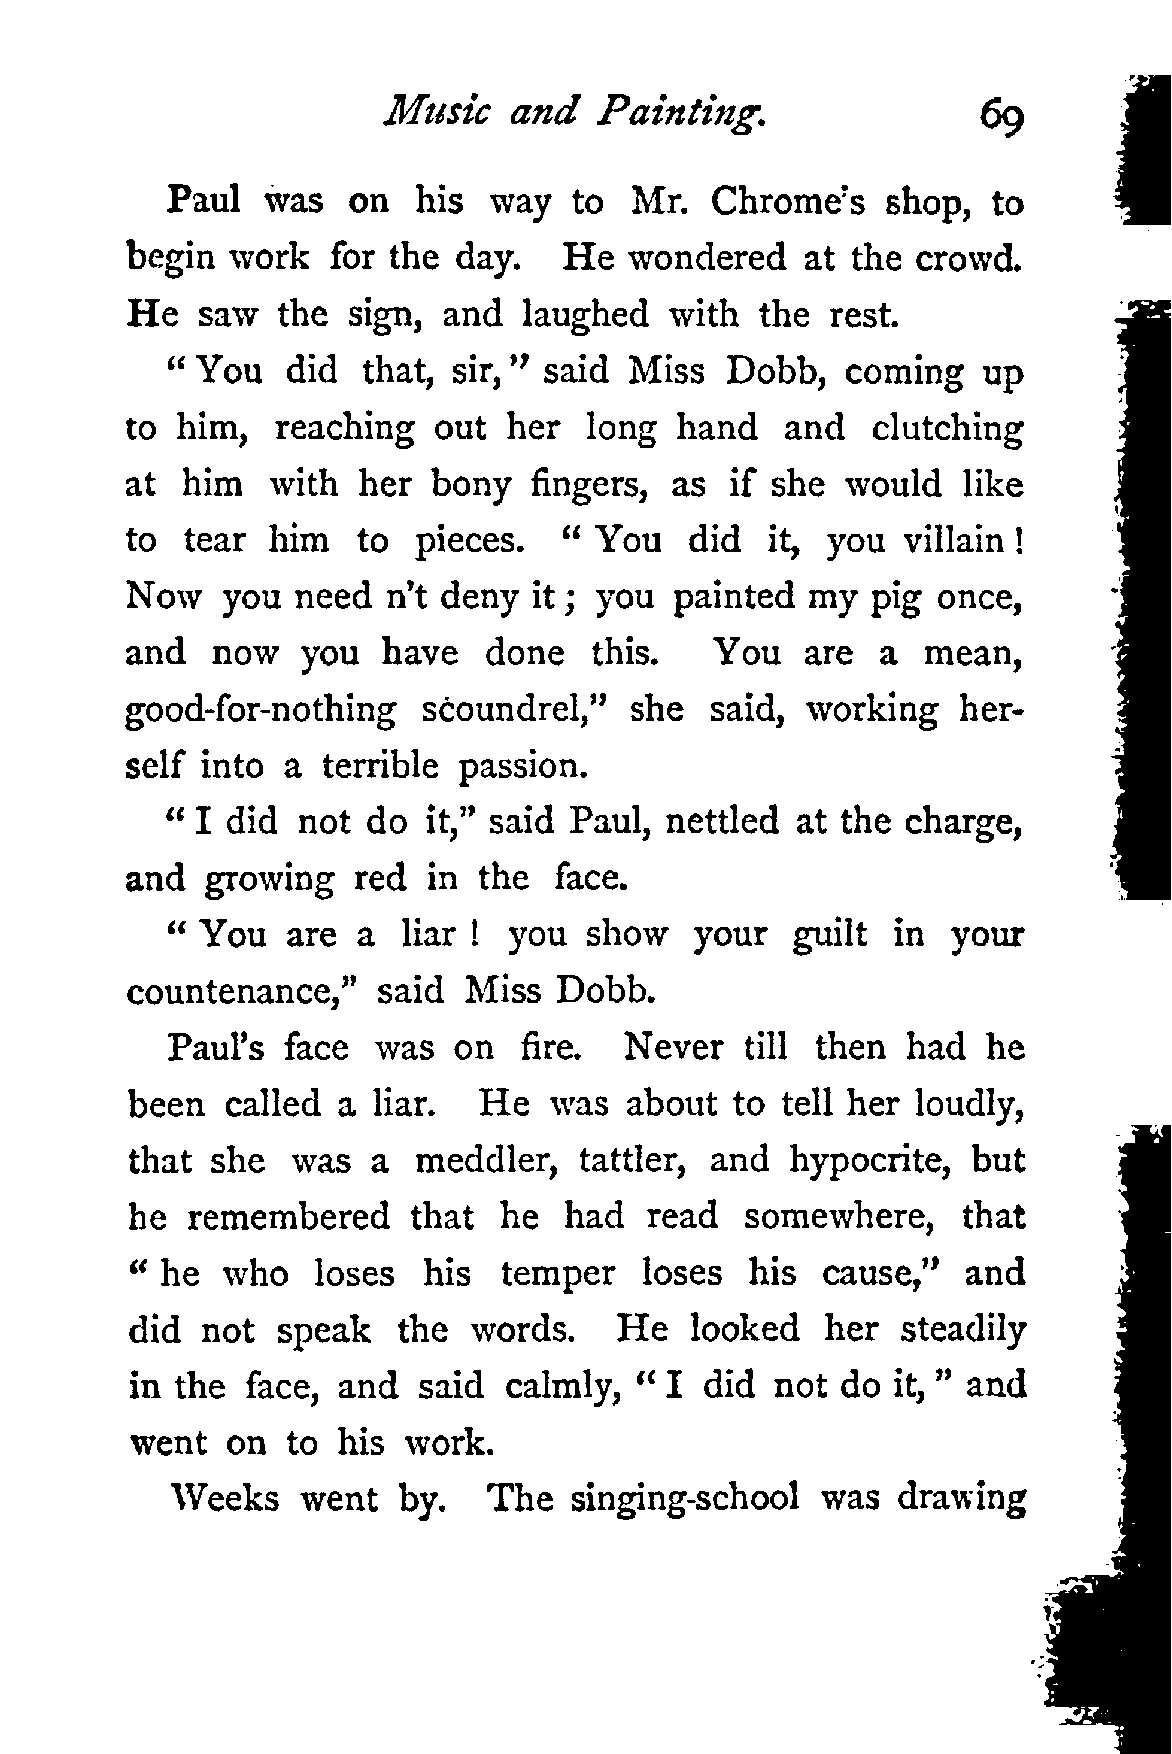 Music and Painting. 69
Paul was on his way to Mr. Chrome's shop, to
begin work for the day. He wondered at the crowd.
He saw the sign, and laughed with the rest.
“ You did that, sir,” said Miss Dobb, coming up
to him, reaching out her long hand and clutching
at him with her bony fingers, as if she would like
to tear him to pieces. “ You did it, you villain !
Now you need n't deny it ; you painted my pig once,
and now you have done this. You are a mean,
good-for-nothing scoundrel,” she said, working her-
self into a terrible passion.
“ I did not do it,” said Paul, nettled at the charge,
and growing red in the face.
“ You are a liar ! you show your guilt in your
countenance,” said Miss Dobb.
Paul's face was on fire. Never till then had he
been called a liar. He was about to tell her loudly,
that she was a meddler, tattler, and hypocrite, but
he remembered that he had read somewhere, that
“ he who loses his temper loses his cause,” and
did not speak the words. He looked her steadily
in the face, and said calmly, “ I did not do it, ” and
went on to his work.
Weeks went by. The singing-school was drawing